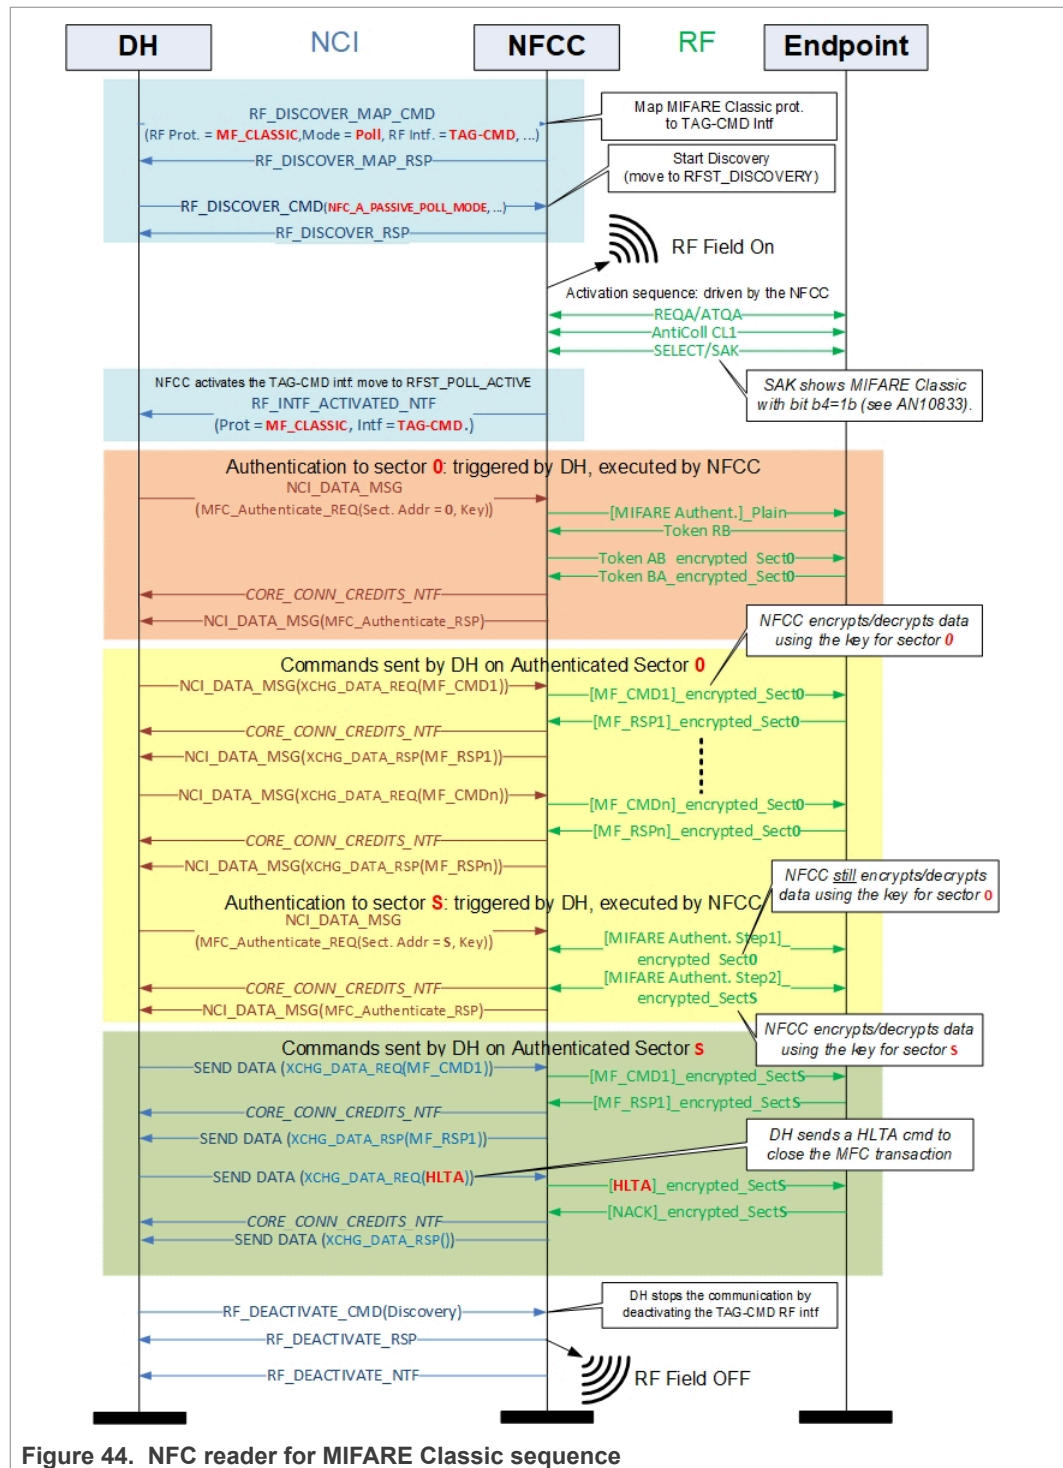 DH
NCI
NFCC
RF
Endpoint
RF_DISCOVER_MAP_CMD
(RF Prot. = MF_CLASSIC,Mode = Poll, RF Intf. = TAG-CMD, ...)
Map MIFARE Classic prot.
to TAG-CMD Intf
RF_DISCOVER_MAP_RSP
Start Discovery
(move to RFST_DISCOVERY)
RF_DISCOVER_CMD(NFC_A_PASSIVE_POLL_MODE, ...)
RF_DISCOVER_RSP
RF Field On
Activation sequence: driven by the NFCC
REQA/ATQA
AntiColl CL1
SELECT/SAK
NFCC activates the TAG-CMD intf: move to RFST_POLL_ACTIVE
RF_INTF_ACTIVATED_NTF
(Prot = MF_CLASSIC, Intf = TAG-CMD.)
SAK shows MIFARE Classic
with bit b4=1b (see AN10833).
Authentication to sector 0: triggered by DH, executed by NFCC
NCI_DATA_MSG
(MFC_Authenticate_REQ(Sect. Addr = 0, Key))
[MIFARE Authent.]_Plain
Token RB
Token AB_encrypted_Sect0
Token BA_encrypted_Sect0
CORE_CONN_CREDITS_NTF
NCI_DATA_MSG(MFC_Authenticate_RSP)
NFCC encrypts/decrypts data
using the key for sector 0
Commands sent by DH on Authenticated Sector 0
NCI_DATA_MSG(XCHG_DATA_REQ(MF_CMD1))
[MF_CMD1]_encrypted_Sect0
[MF_RSP1]_encrypted_Sect0
CORE_CONN_CREDITS_NTF
NCI_DATA_MSG(XCHG_DATA_RSP(MF_RSP1))
NCI_DATA_MSG(XCHG_DATA_REQ(MF_CMDn))
[MF_CMDn]_encrypted_Sect0
[MF_RSPn]_encrypted_Sect0
CORE_CONN_CREDITS_NTF
NCI_DATA_MSG(XCHG_DATA_RSP(MF_RSPn))
NFCC still encrypts/decrypts
data using the key for sector 0
Authentication to sector S: triggered by DH, executed by NFCC
NCI_DATA_MSG
(MFC_Authenticate_REQ(Sect. Addr = S, Key))
[MIFARE Authent. Step1]_
encrypted_Sect0
[MIFARE Authent. Step2]_
encrypted_SectS
CORE_CONN_CREDITS_NTF
NCI_DATA_MSG(MFC_Authenticate_RSP)
NFCC encrypts/decrypts data
using the key for sector S
Commands sent by DH on Authenticated Sector S
SEND DATA (XCHG_DATA_REQ(MF_CMD1))
[MF_CMD1]_encrypted_SectS
[MF_RSP1]_encrypted_SectS
CORE_CONN_CREDITS_NTF
SEND DATA (XCHG_DATA_RSP(MF_RSP1))
DH sends a HLTA cmd to
close the MFC transaction
SEND DATA (XCHG_DATA_REQ(HLTA))
[HLTA]_encrypted_SectS
[NACK]_encrypted_SectS
CORE_CONN_CREDITS_NTF
SEND DATA (XCHG_DATA_RSP())
RF_DEACTIVATE_CMD(Discovery)
DH stops the communication by
deactivating the TAG-CMD RF intf
RF_DEACTIVATE_RSP
RF_DEACTIVATE_NTF
RF Field OFF
Figure 44. NFC reader for MIFARE Classic sequence